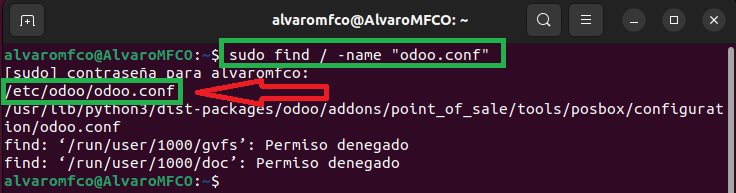 alvaromfco@AlvaroMFCO: ~
alvaromfco@AlvaroMFCO:~$ sudo find / -name "odoo.conf"
[sudo] contraseña para alvaromfco:
/etc/odoo/odoo.conf
/usr/lib/python3/dist-packages/odoo/addons/point_of_sale/tools/posbox/configurat
ion/odoo.conf
find: ‘/run/user/1000/gvfs’: Permiso denegado
find: ‘/run/user/1000/doc’: Permiso denegado
alvaromfco@AlvaroMFCO:~$